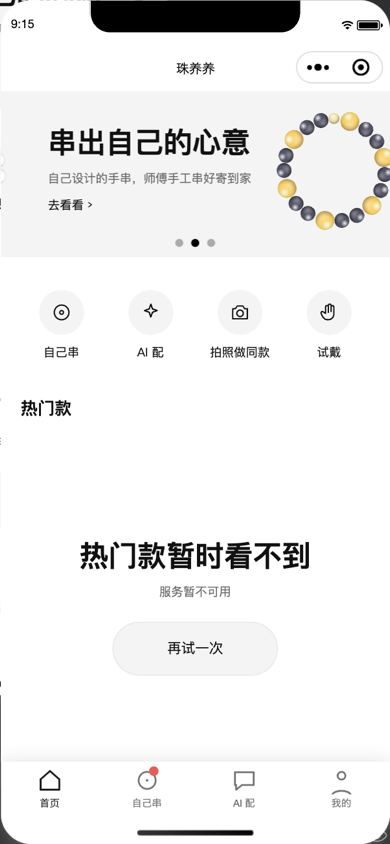 9:15
珠养养
串出自己的心意
自己设计的手串，师傅手工串好寄到家
去看看 >
自己串
AI 配
拍照做同款
试戴
热门款
热门款暂时看不到
服务暂不可用
再试一次
首页
自己串
AI 配
我的